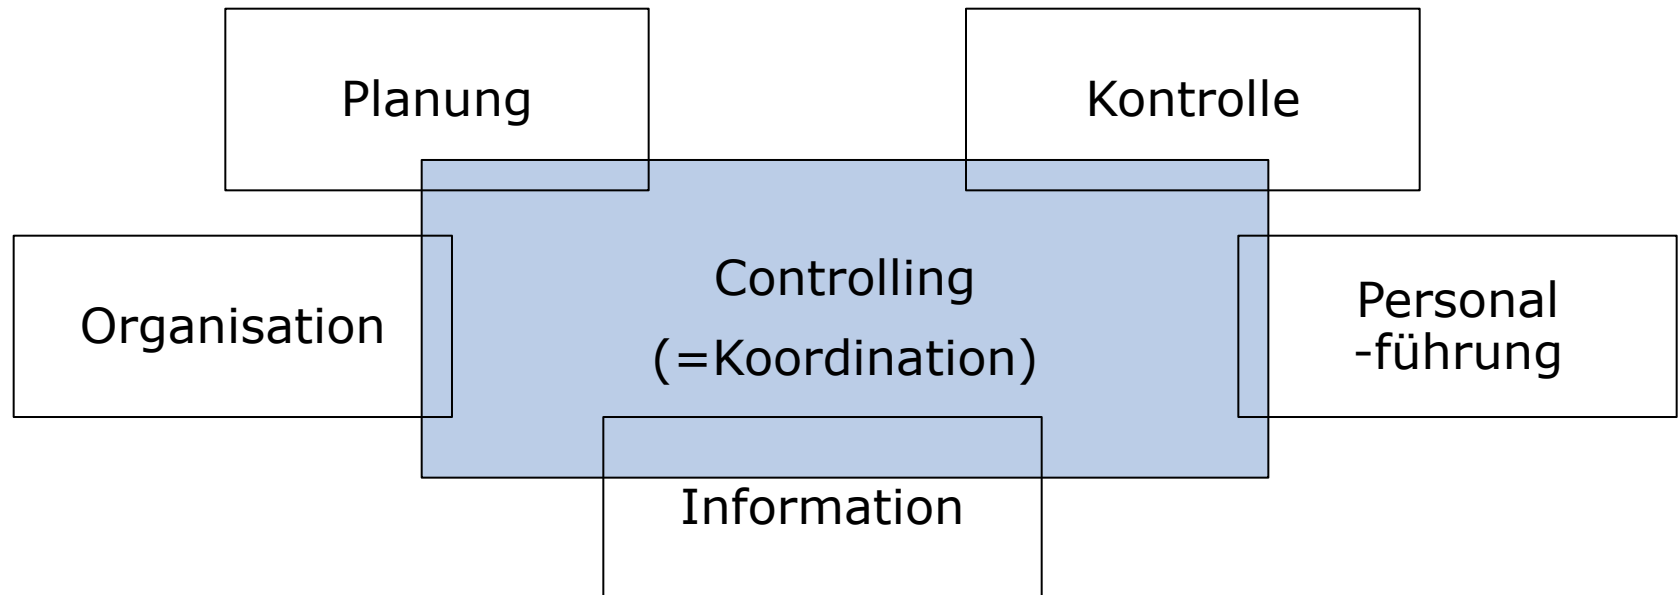 Planung
Kontrolle
Organisation
Controlling
(=Koordination)
Personal
-führung
Information